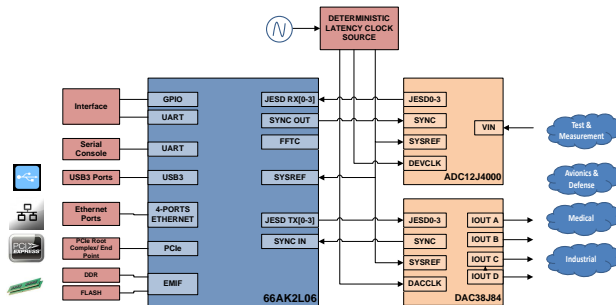 DETERMINISTIC
LATENCY CLOCK
SOURCE
Interface
Serial
Console
USB3 Ports
Ethernet
Ports
PCIe Root
Complex/ End
Point
DDR
FLASH
PCI
EXPRESS
GPIO
UART
UART
USB3
4-PORTS
ETHERNET
PCIe
EMIF
JESD RX[0-3]
SYNC OUT
FFTC
SYSREF
JESD TX[0-3]
SYNC IN
66AK2L06
JESD0-3
SYNC
SYSREF
DEVCLK
VIN
ADC12J4000
JESD0-3
SYNC
SYSREF
DACCLK
IOUT A
IOUT B
IOUT C
IOUT D
DAC38J84
Test &
Measurement
Avionics &
Defense
Medical
Industrial